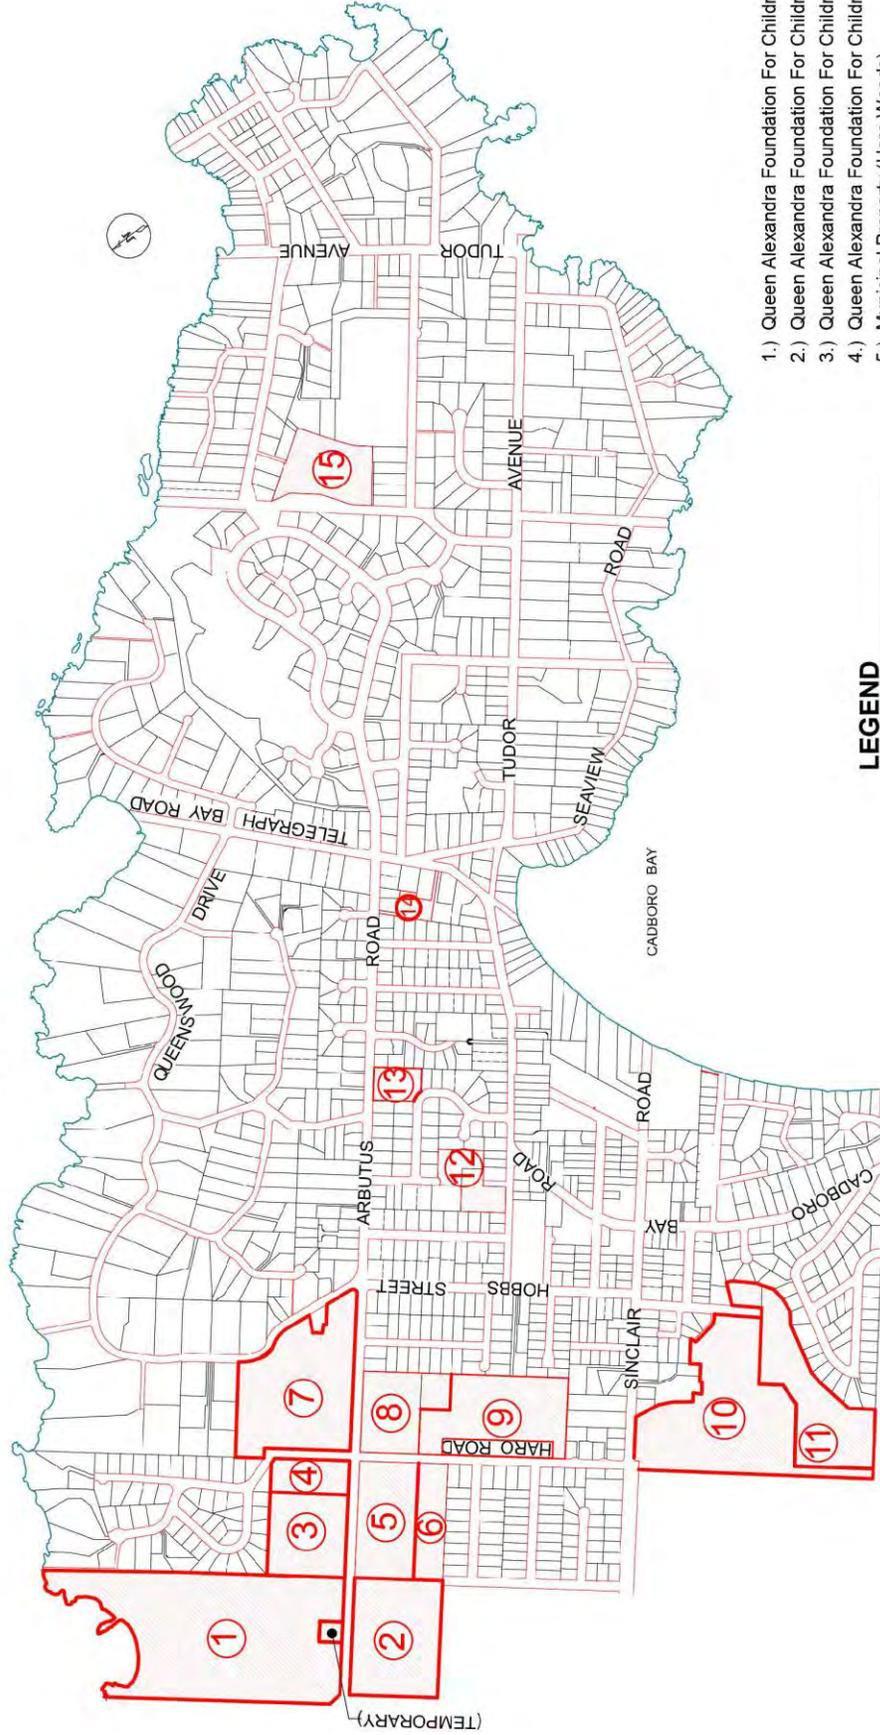 1.) Queen Alexandra Foundation For Childr
2.) Queen Alexandra Foundation For Childr
3.) Queen Alexandra Foundation For Childr
4.) Queen Alexandra Foundation For Childr
LEGEND
AVENUE
TUDOR
15
AVENUE
ROAD
TUDOR
SEAVIEW
TELEGRAPH
BAY ROAD
DRIVE
QUEENSWOOD
ROAD
14
CADBORO BAY
13
ARBUTUS
12
ROAD
ROAD
BAY
CADBORO
STREET
HOBBS
SINCLAIR
7
8
9
HARO ROAD
10
11
4
3
5
6
1
2
(TEMPORARY)